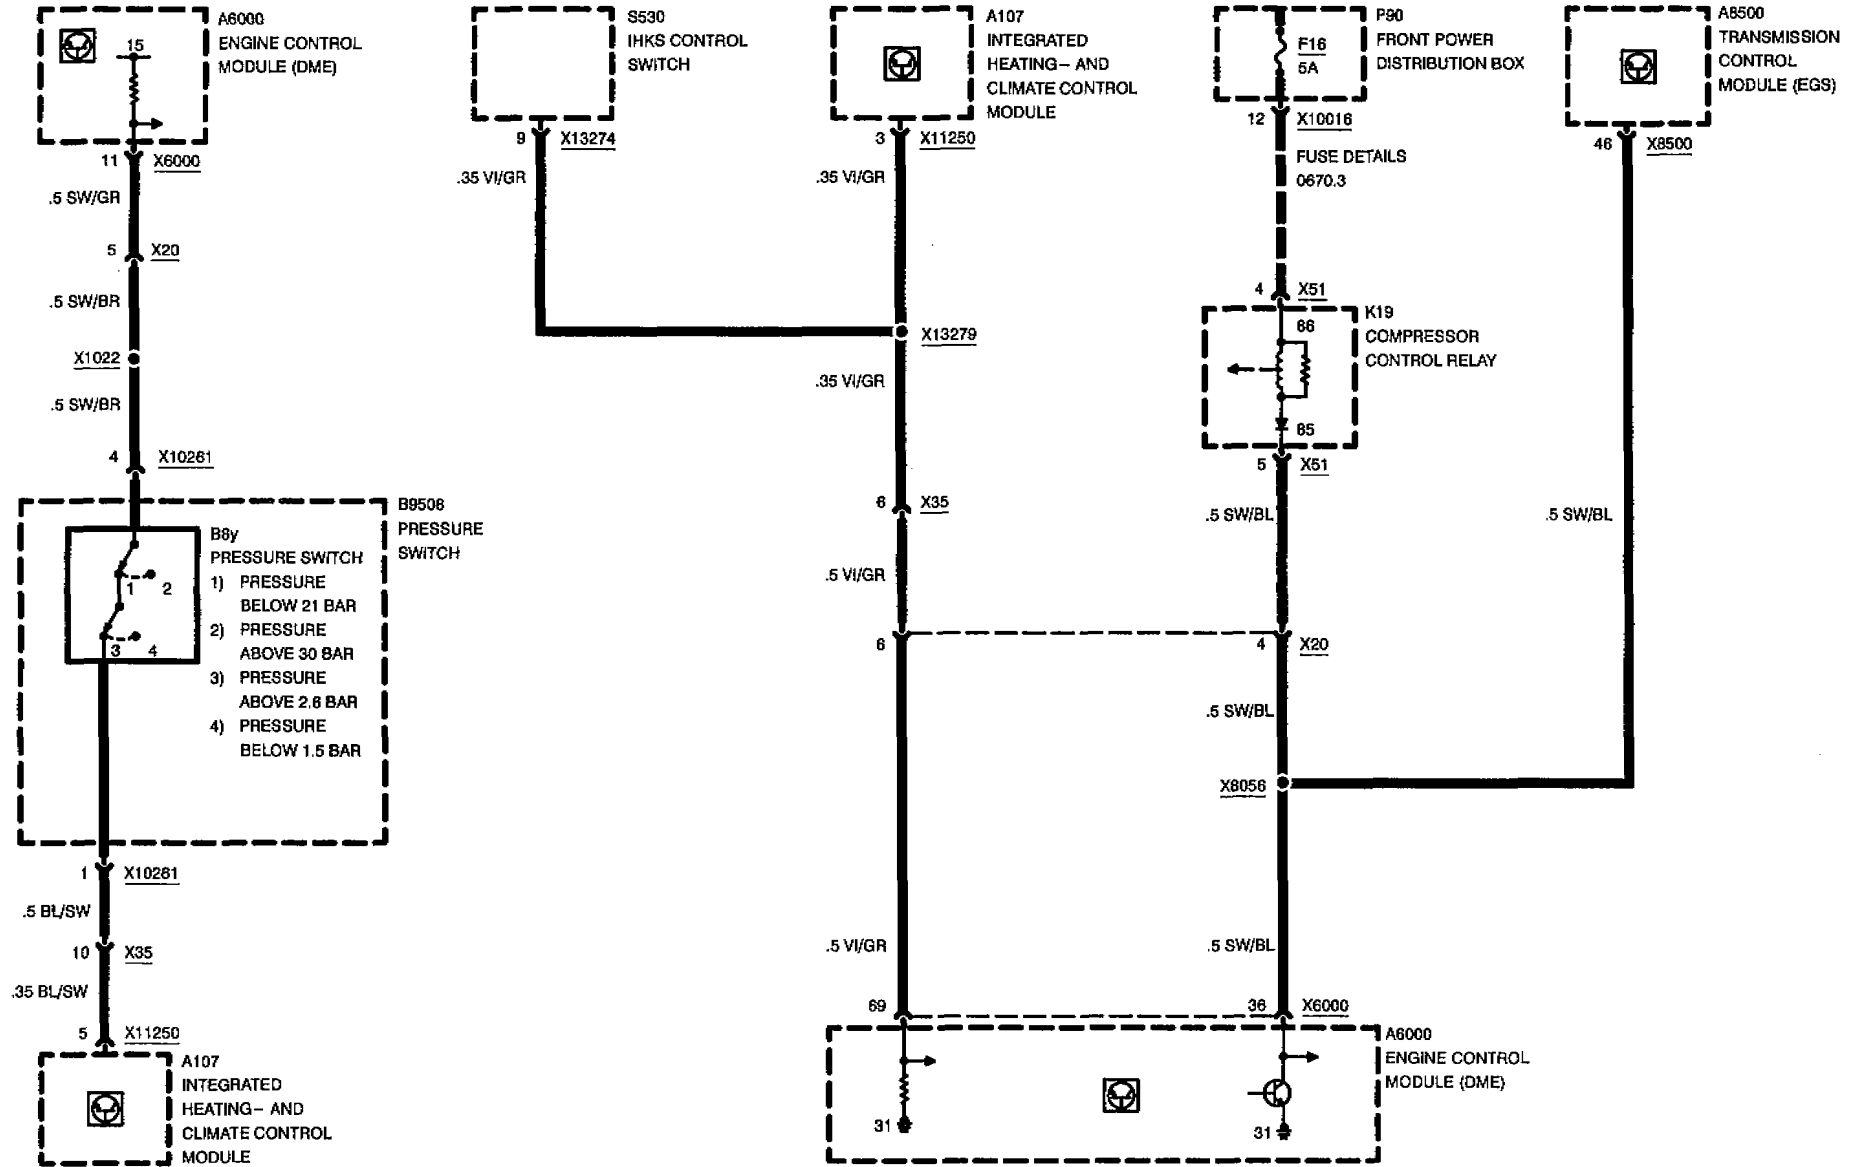 A6000
ENGINE CONTROL
MODULE (DME)
15
11 X6000
.5 SW/GR
5 X20
.5 SW/BR
X1022
.5 SW/BR
4 X10261
B9508
PRESSURE
SWITCH
B8y
PRESSURE SWITCH
1) PRESSURE
BELOW 21 BAR
2) PRESSURE
ABOVE 30 BAR
3) PRESSURE
ABOVE 2.6 BAR
4) PRESSURE
BELOW 1.5 BAR
1 2
3 4
1 X10261
.5 BL/SW
10 X35
.35 BL/SW
5 X11250
A107
INTEGRATED
HEATING- AND
CLIMATE CONTROL
MODULE
S530
IHKS CONTROL
SWITCH
9 X13274
.35 VI/GR
A107
INTEGRATED
HEATING- AND
CLIMATE CONTROL
MODULE
3 X11250
.35 VI/GR
X13279
.35 VI/GR
6 X35
.5 VI/GR
6
.5 VI/GR
69
31
P90
FRONT POWER
DISTRIBUTION BOX
F16
5A
12 X10016
FUSE DETAILS
0670.3
4 X51
K19
COMPRESSOR
CONTROL RELAY
86
85
5 X51
.5 SW/BL
4 X20
.5 SW/BL
X8056
.5 SW/BL
36 X6000
A6000
ENGINE CONTROL
MODULE (DME)
31
A8500
TRANSMISSION
CONTROL
MODULE (EGS)
46 X8500
.5 SW/BL